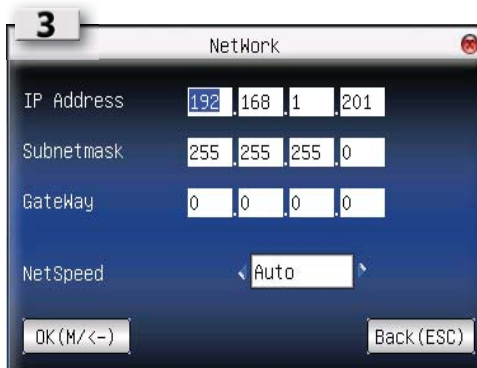 3
NetWork
IP Address 192.168.1.201
Subnetmask 255.255.255.0
GateWay 0.0.0.0
NetSpeed Auto
OK(M/<-) Back(ESC)